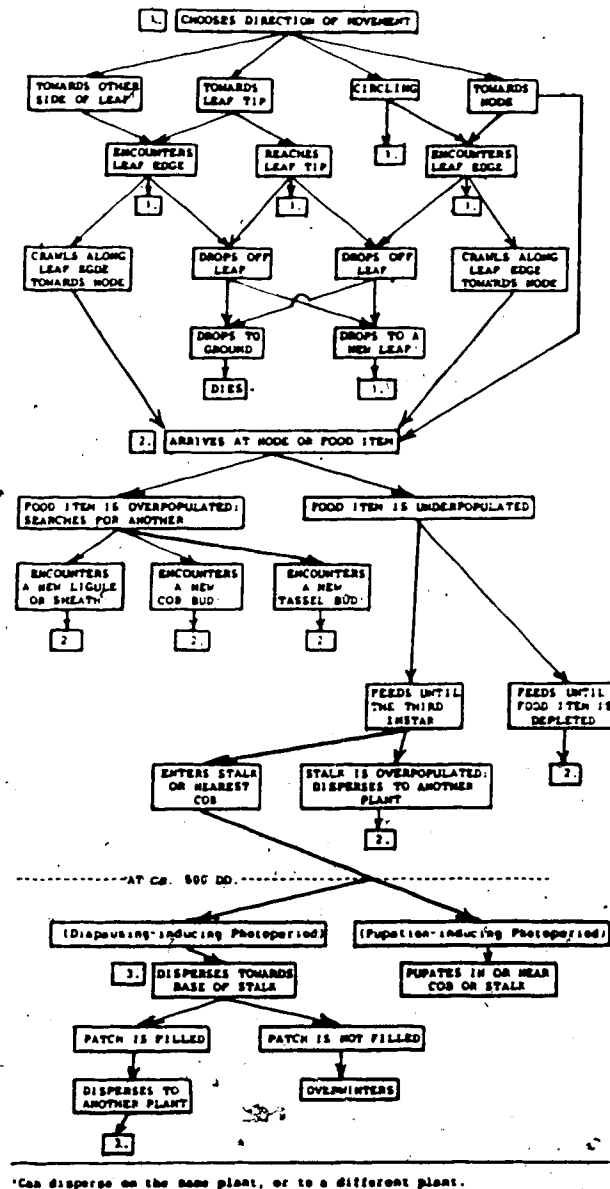 1. CHOOSES DIRECTION OF MOVEMENT
TOWARDS OTHER
SIDE OF LEAF
TOWARDS
LEAF TIP
CIRCLING
TOWARDS
NODE
ENCOUNTERS
LEAF EDGE
REACHES
LEAF TIP
1.
ENCOUNTERS
LEAF EDGE
1.
1.
1.
CRAWLS ALONG
LEAF EGDE
TOWARDS NODE
DROPS OFF
LEAF
DROPS OFF
LEAF
CRAWLS ALONG
LEAF EDGE
TOWARDS NODE
DROPS TO
GROUND
DROPS TO A
NEW LEAF'
DIES
1.
2. ARRIVES AT NODE OR FOOD ITEM
FOOD ITEM IS OVERPOPULATED;
SEARCHES FOR ANOTHER
FOOD ITEM IS UNDERPOPULATED
ENCOUNTERS
A NEW LIGULE
OR SHEATH'
ENCOUNTERS
A NEW
COB BUD'
ENCOUNTERS
A NEW
TASSEL BUD'
2
2.
2
FEEDS UNTIL
THE THIRD
INSTAR
FEEDS UNTIL
FOOD ITEM IS
DEPLETED
2.
ENTERS STALK
OR NEAREST
COB
STALK IS OVERPOPULATED;
DISPERSES TO ANOTHER
PLANT
2.
AT ca. 500 DD.
(Diapausing-inducing Photoperiod)
(Pupation-inducing Photoperiod)
3. DISPERSES TOWARDS
BASE OF STALK
PUPATES IN OR NEAR
COB OR STALK
PATCH IS FILLED
PATCH IS NOT FILLED
DISPERSES TO
ANOTHER PLANT
OVERWINTERS
3.
'Can disperse on the same plant, or to a different plant.